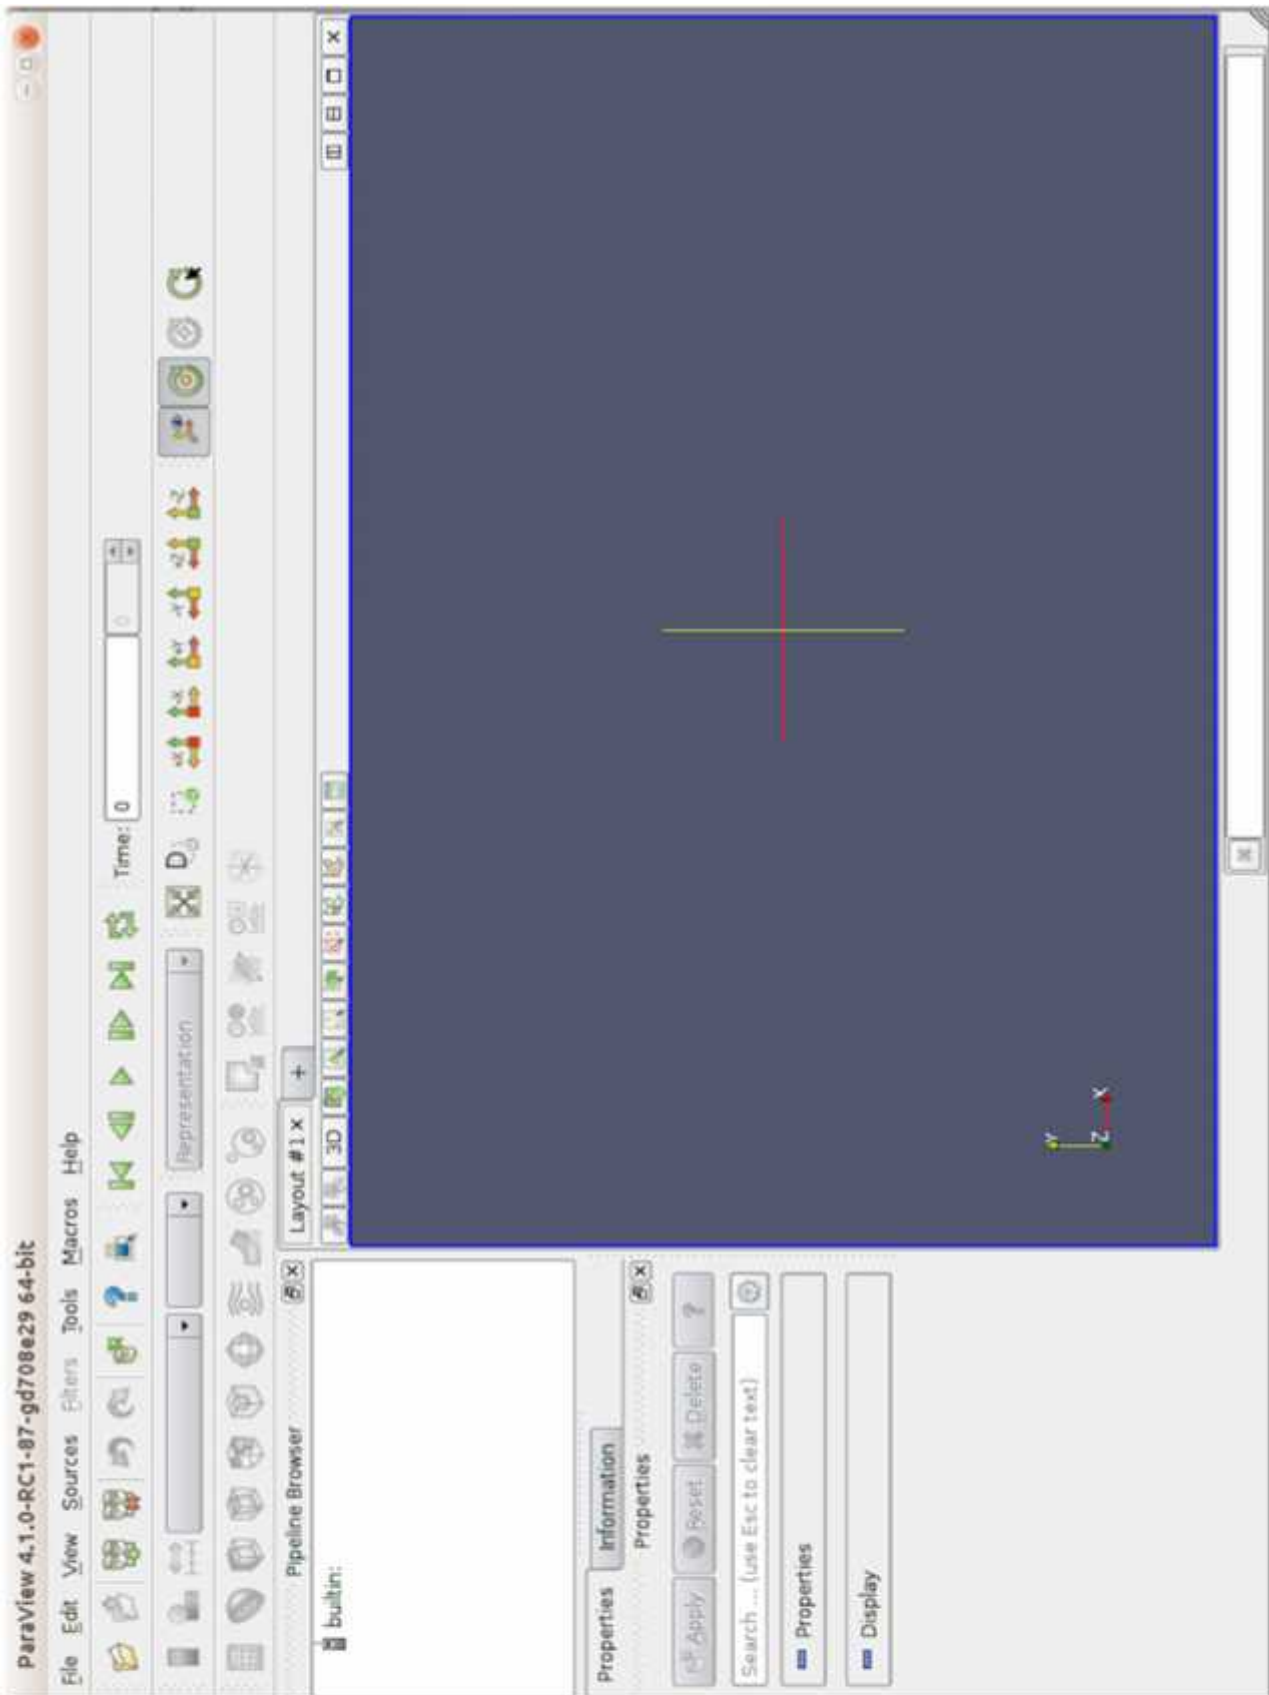 ParaView 4.1.0-RC1-87-gd708e29 64-bit
File Edit View Sources Filters Tools Macros Help
Time: 0 0
Representation
+X -X +Y -Y +Z -Z
Pipeline Browser
builtin:
Layout #1 X +
3D
Properties Information
Properties
Apply Reset Delete ?
Search ... (use Esc to clear text)
Properties
Display
Y
Z X